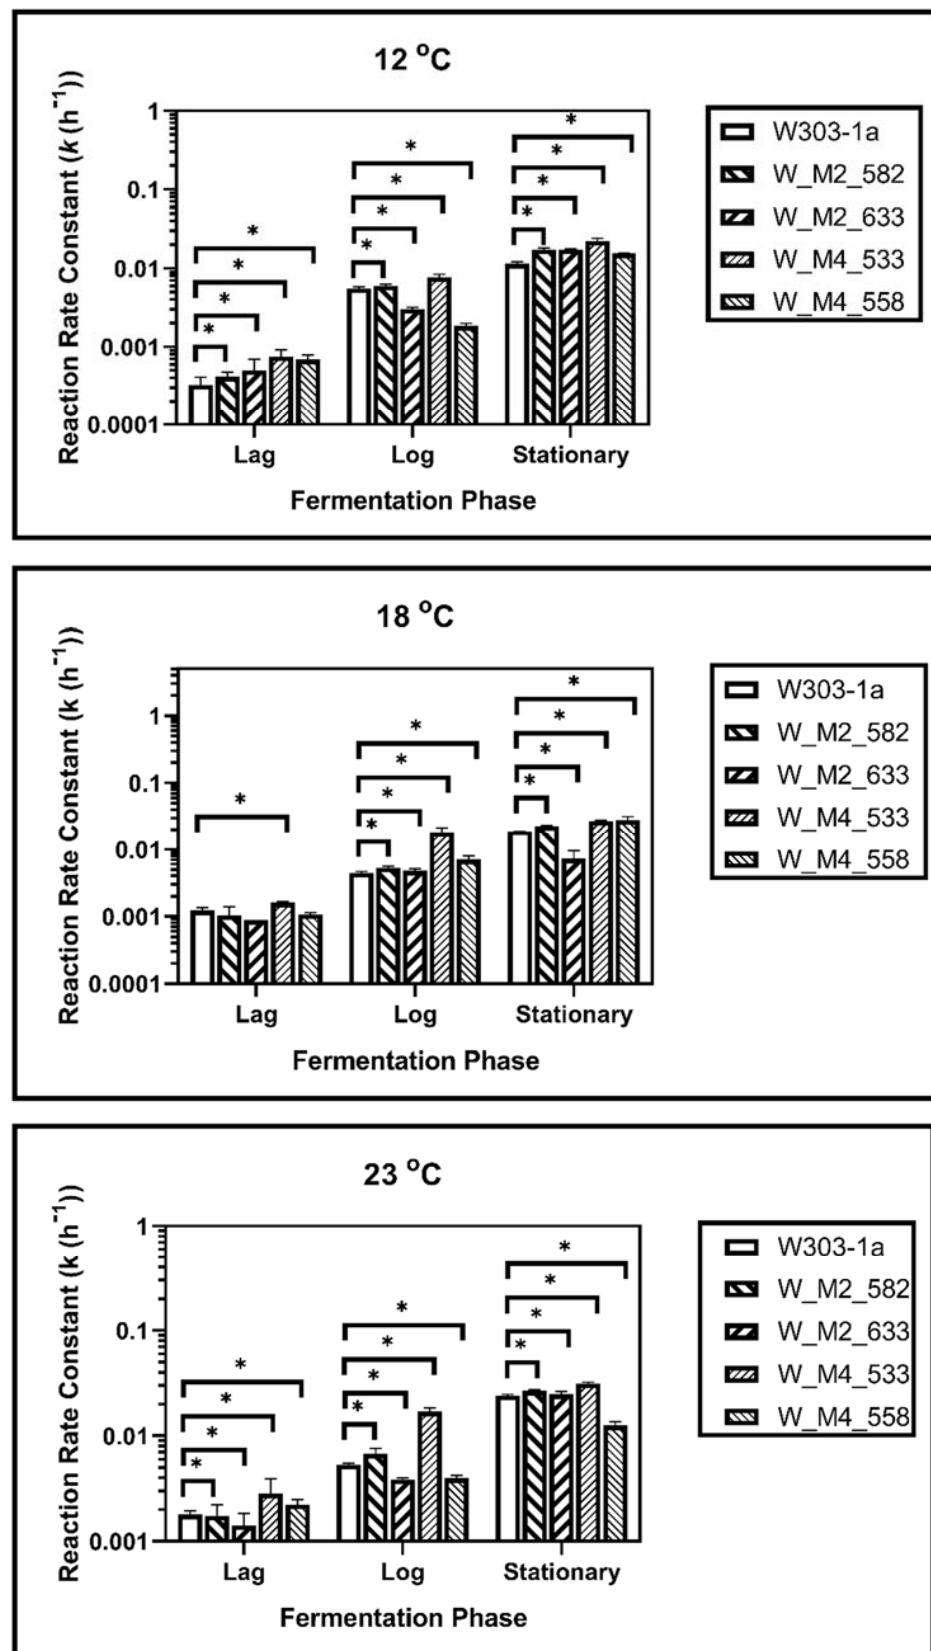 12 °C
Reaction Rate Constant (k (h⁻¹))
1
0.1
0.01
0.001
0.0001
* * * *
* * * *
* * * *
Lag Log Stationary
Fermentation Phase
W303-1a
W_M2_582
W_M2_633
W_M4_533
W_M4_558
18 °C
Reaction Rate Constant (k (h⁻¹))
1
0.1
0.01
0.001
0.0001
*
* * * *
* * * *
Lag Log Stationary
Fermentation Phase
W303-1a
W_M2_582
W_M2_633
W_M4_533
W_M4_558
23 °C
Reaction Rate Constant (k (h⁻¹))
1
0.1
0.01
0.001
* * * *
* * * *
* * * *
Lag Log Stationary
Fermentation Phase
W303-1a
W_M2_582
W_M2_633
W_M4_533
W_M4_558